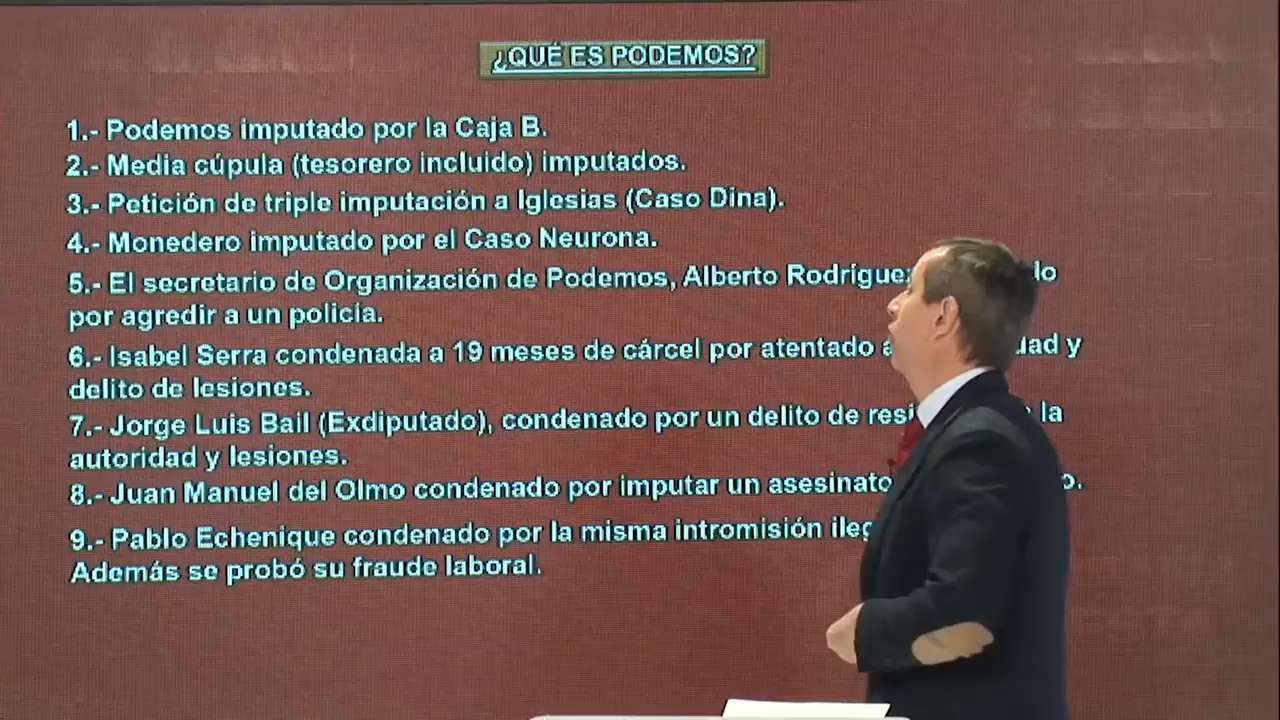 ¿QUÉ ES PODEMOS?
1.- Podemos imputado por la Caja B.
2.- Media cúpula (tesorero incluido) imputados.
3.- Petición de triple imputación a Iglesias (Caso Dina).
4.- Monedero imputado por el Caso Neurona.
5.- El secretario de Organización de Podemos, Alberto
por agredir a un policía.
6.- Isabel Serra condenada a 19 meses de cárcel por atentado y
delito de lesiones.
7.- Jorge Luis Bail (Exdiputado), condenado por un delito de la
autoridad y lesiones.
8.- Juan Manuel del Olmo condenado por imputar un asesinato
9.- Pablo Echenique condenado por la misma intromisión
Además se probó su fraude laboral.